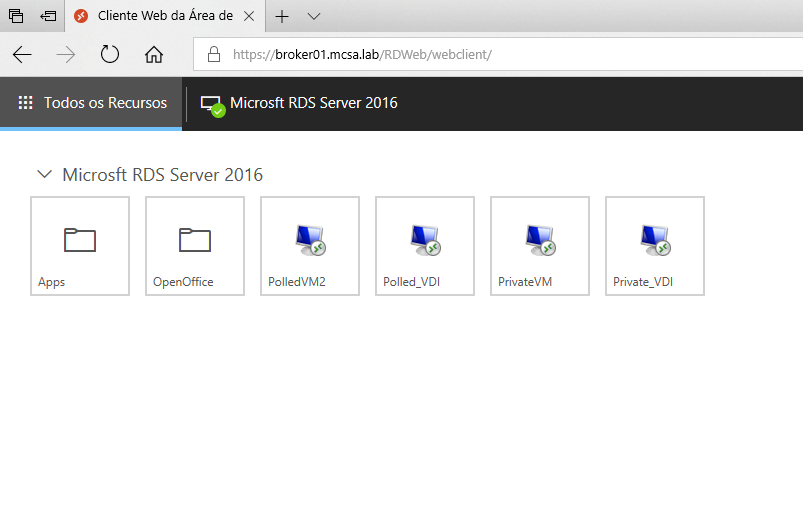 Cliente Web da Área de
https://broker01.mcsa.lab/RDWeb/webclient/
Todos os Recursos
Microsft RDS Server 2016
Microsft RDS Server 2016
Apps
OpenOffice
PolledVM2
Polled_VDI
PrivateVM
Private_VDI